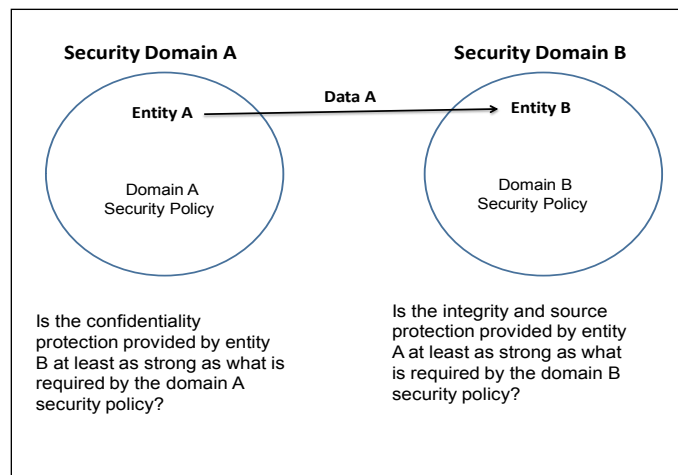 Security Domain A
Security Domain B
Data A
Entity A
Entity B
Domain A
Security Policy
Domain B
Security Policy
Is the confidentiality
protection provided by entity
B at least as strong as what is
required by the domain A
security policy?
Is the integrity and source
protection provided by entity
A at least as strong as what
is required by the domain B
security policy?